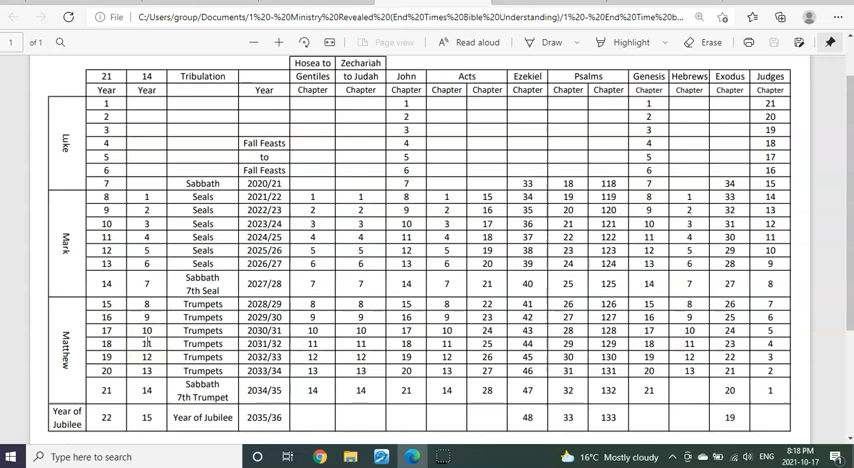 File
C:/Users/group/Documents/1%20-%20Ministry%20Revealed(End%20Times%20Bible%20Understanding)/1%20-%20End%20Time%20b...
1 of 1 Page view Read aloud Draw Highlight Erase
Hosea to Zechariah
21 14 Tribulation Gentiles to Judah John Acts Ezekiel Psalms Genesis Hebrews Exodus Judges
Year Year Year Chapter Chapter Chapter Chapter Chapter Chapter Chapter Chapter Chapter Chapter Chapter Chapter
Luke
1 1 1 21
2 2 2 20
3 3 3 19
4 Fall Feasts 4 4 18
5 to 5 5 17
6 Fall Feasts 6 6 16
7 Sabbath 2020/21 7 33 18 118 7 34 15
Mark
8 1 Seals 2021/22 1 1 8 1 15 34 19 119 8 1 33 14
9 2 Seals 2022/23 2 2 9 2 16 35 20 120 9 2 32 13
10 3 Seals 2023/24 3 3 10 3 17 36 21 121 10 3 31 12
11 4 Seals 2024/25 4 4 11 4 18 37 22 122 11 4 30 11
12 5 Seals 2025/26 5 5 12 5 19 38 23 123 12 5 29 10
13 6 Seals 2026/27 6 6 13 6 20 39 24 124 13 6 28 9
Sabbath
14 7 7th Seal 2027/28 7 7 14 7 21 40 25 125 14 7 27 8
Matthew
15 8 Trumpets 2028/29 8 8 15 8 22 41 26 126 15 8 26 7
16 9 Trumpets 2029/30 9 9 16 9 23 42 27 127 16 9 25 6
17 10 Trumpets 2030/31 10 10 17 10 24 43 28 128 17 10 24 5
18 11 Trumpets 2031/32 11 11 18 11 25 44 29 129 18 11 23 4
19 12 Trumpets 2032/33 12 12 19 12 26 45 30 130 19 12 22 3
20 13 Trumpets 2033/34 13 13 20 13 27 46 31 131 20 13 21 2
Sabbath
21 14 7th Trumpet 2034/35 14 14 21 14 28 47 32 132 21 20 1
Year of
Jubilee
22 15 Year of Jubilee 2035/36 48 33 133 19
Type here to search
16°C Mostly cloudy ENG
8:18 PM
2021-10-17